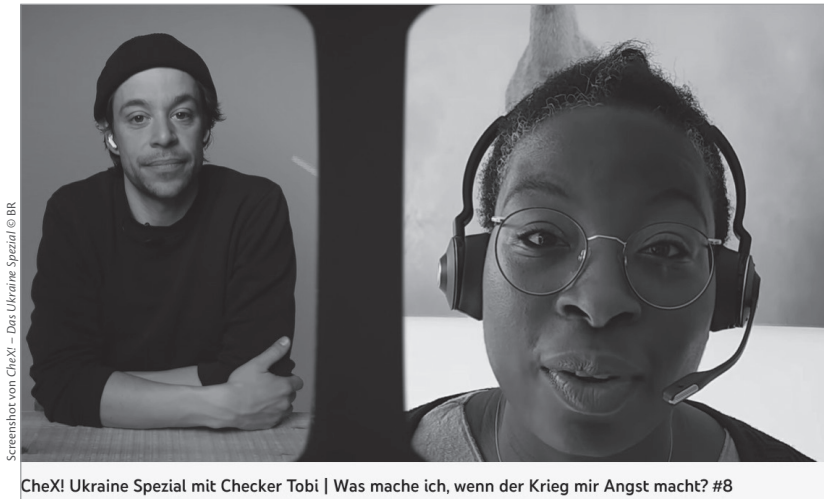 Screenshot von CheX! – Das Ukraine Spezial © BR
CheX! Ukraine Spezial mit Checker Tobi | Was mache ich, wenn der Krieg mir Angst macht? #8